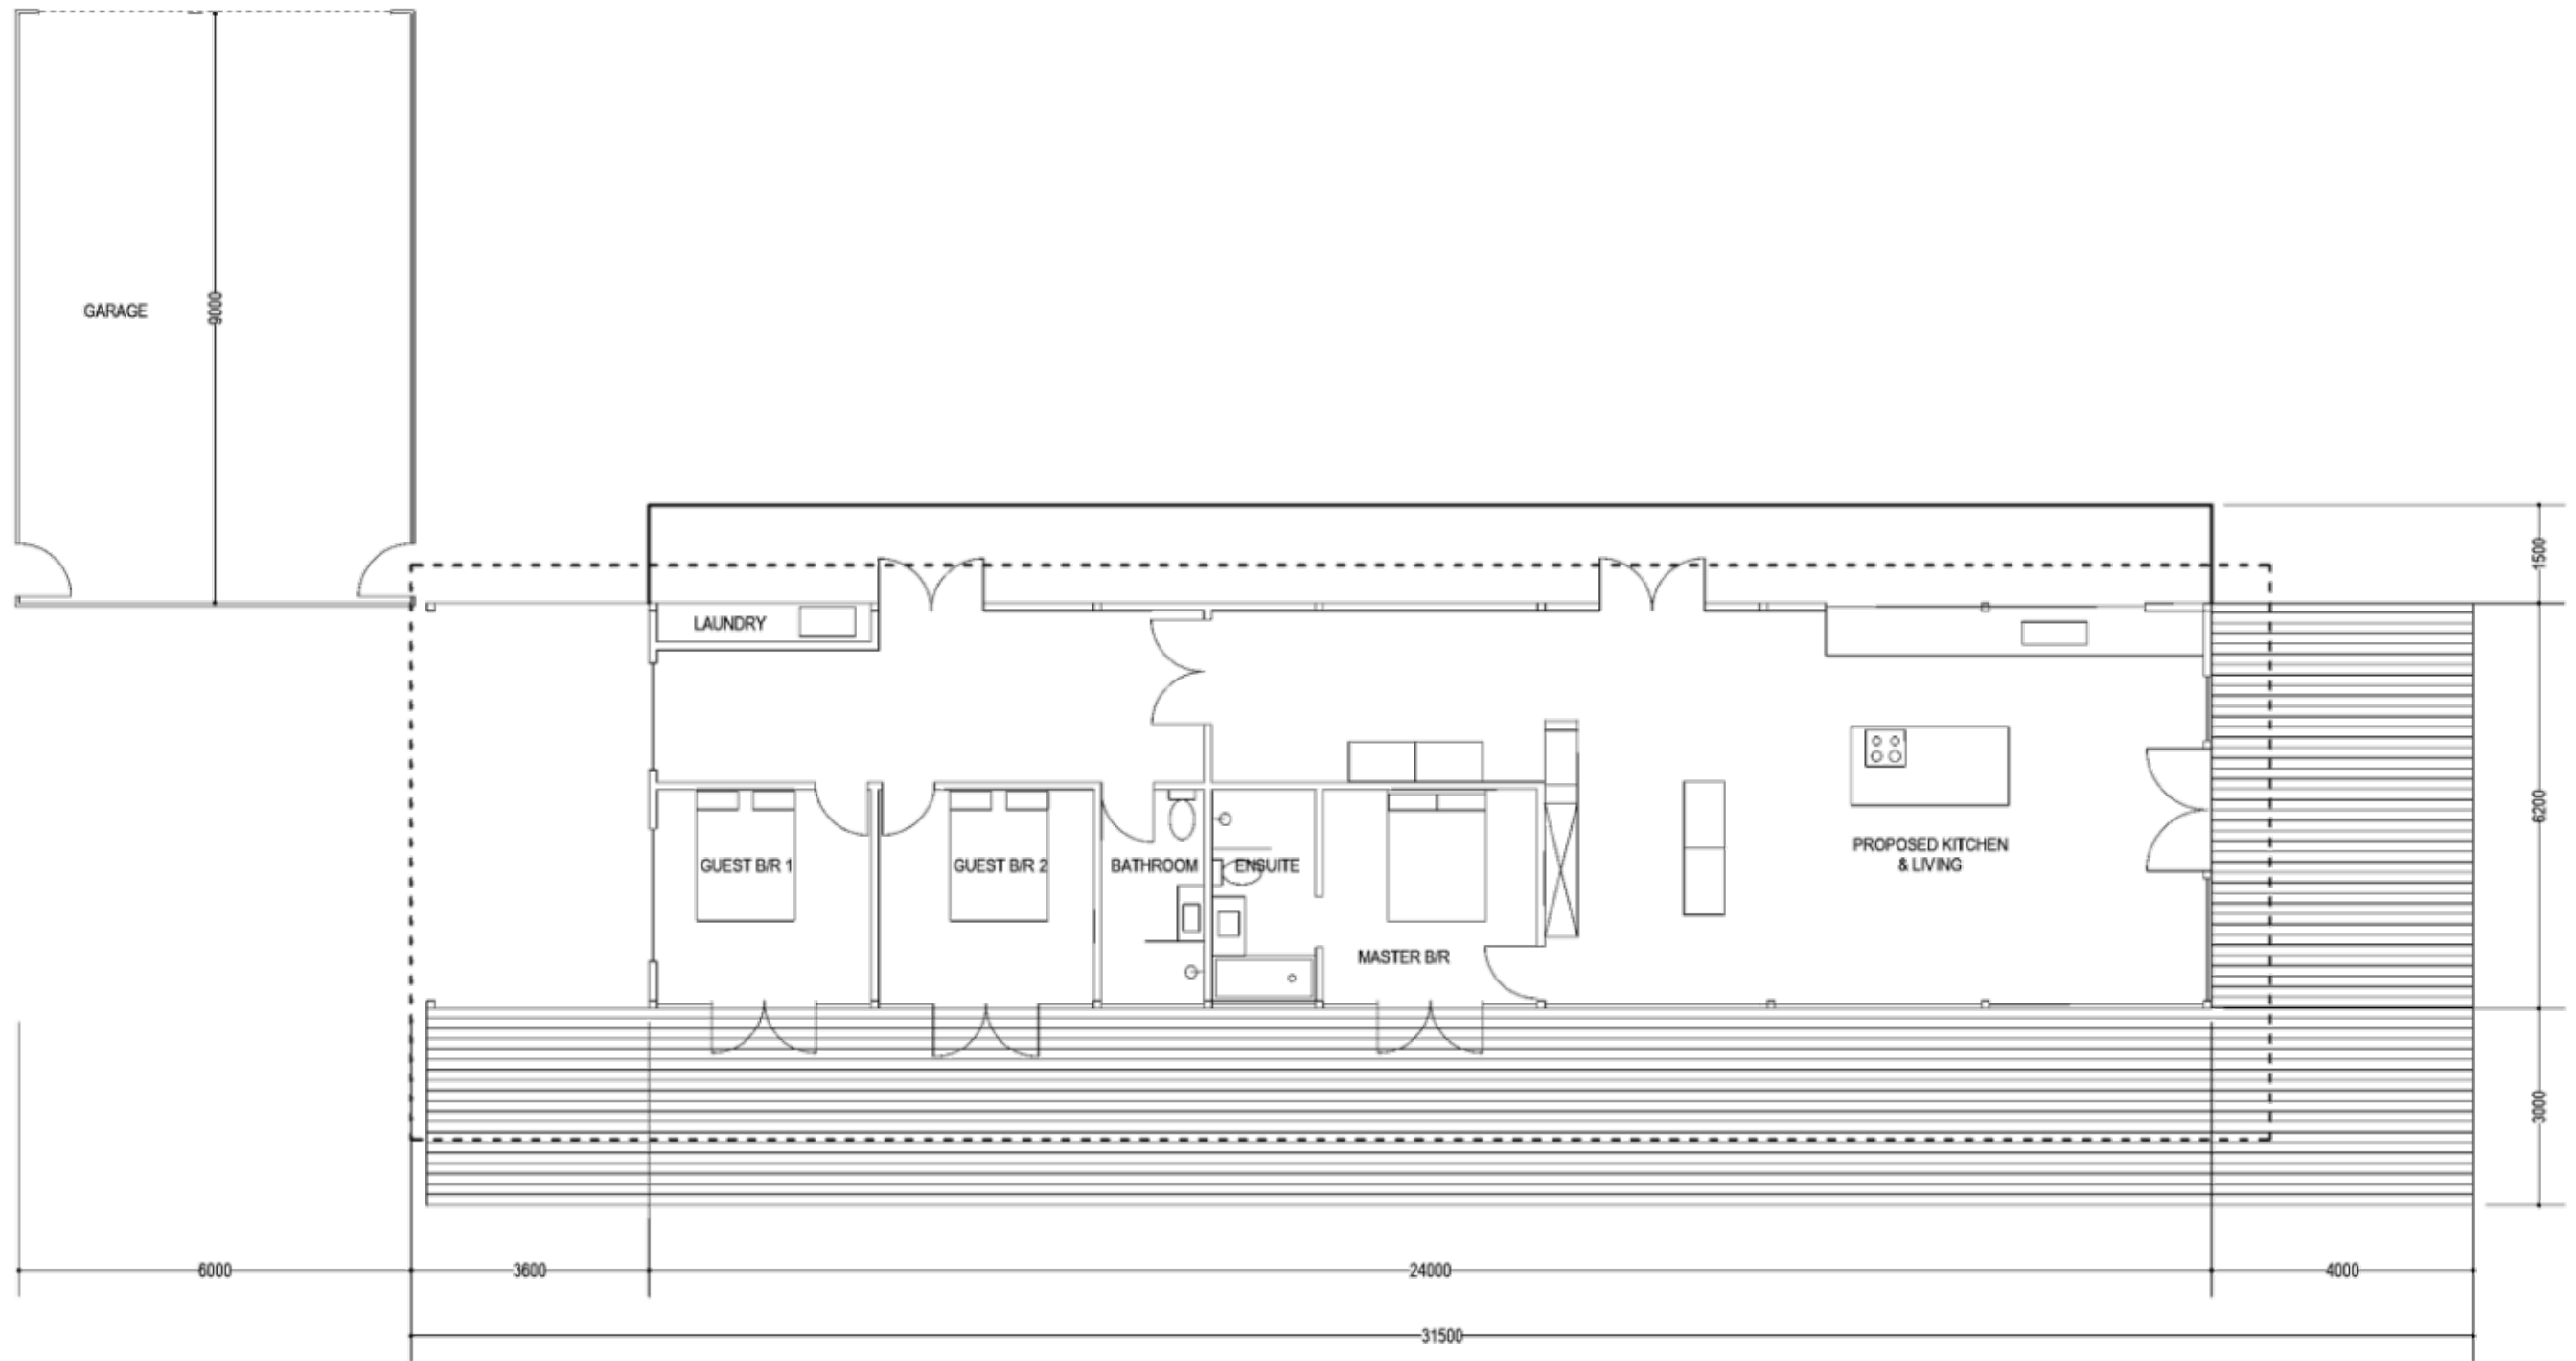 GARAGE
9000
1500
LAUNDRY
6200
GUEST B/R 1
GUEST B/R 2
BATHROOM
ENSUITE
PROPOSED KITCHEN
& LIVING
MASTER B/R
3000
6000
3600
24000
4000
31500